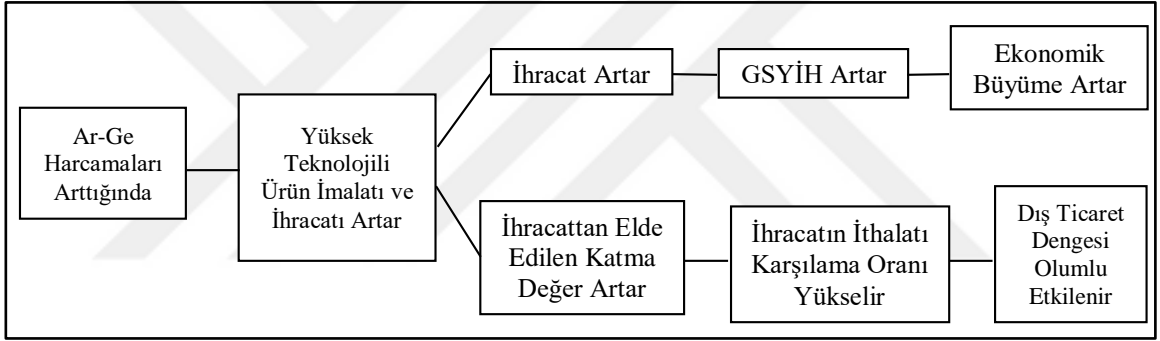 Ar-Ge
Harcamaları
Arttığında
Yüksek
Teknolojili
Ürün İmalatı ve
İhracatı Artar
İhracat Artar
GSYİH Artar
Ekonomik
Büyüme Artar
İhracattan Elde
Edilen Katma
Değer Artar
İhracatın İthalatı
Karşılama Oranı
Yükselir
Dış Ticaret
Dengesi
Olumlu
Etkilenir